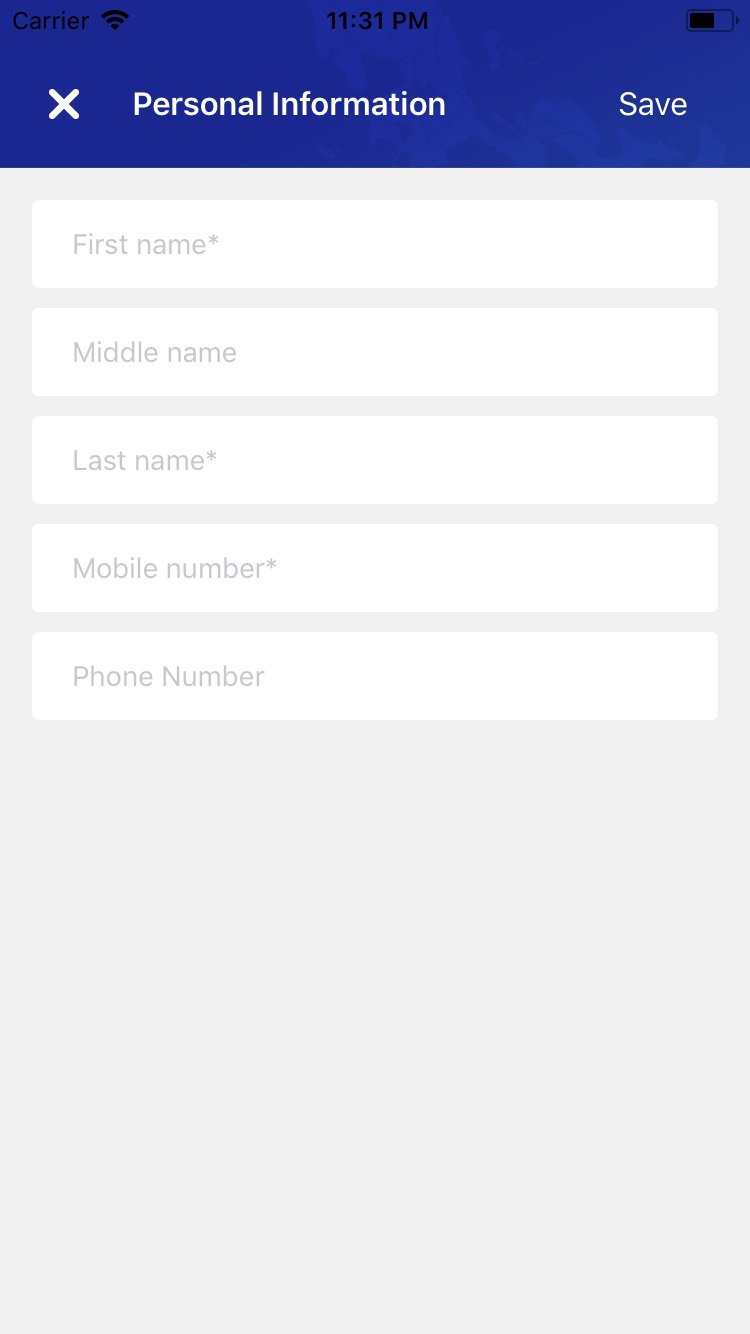 Carrier 11:31 PM
Personal Information Save
First name*
Middle name
Last name*
Mobile number*
Phone Number